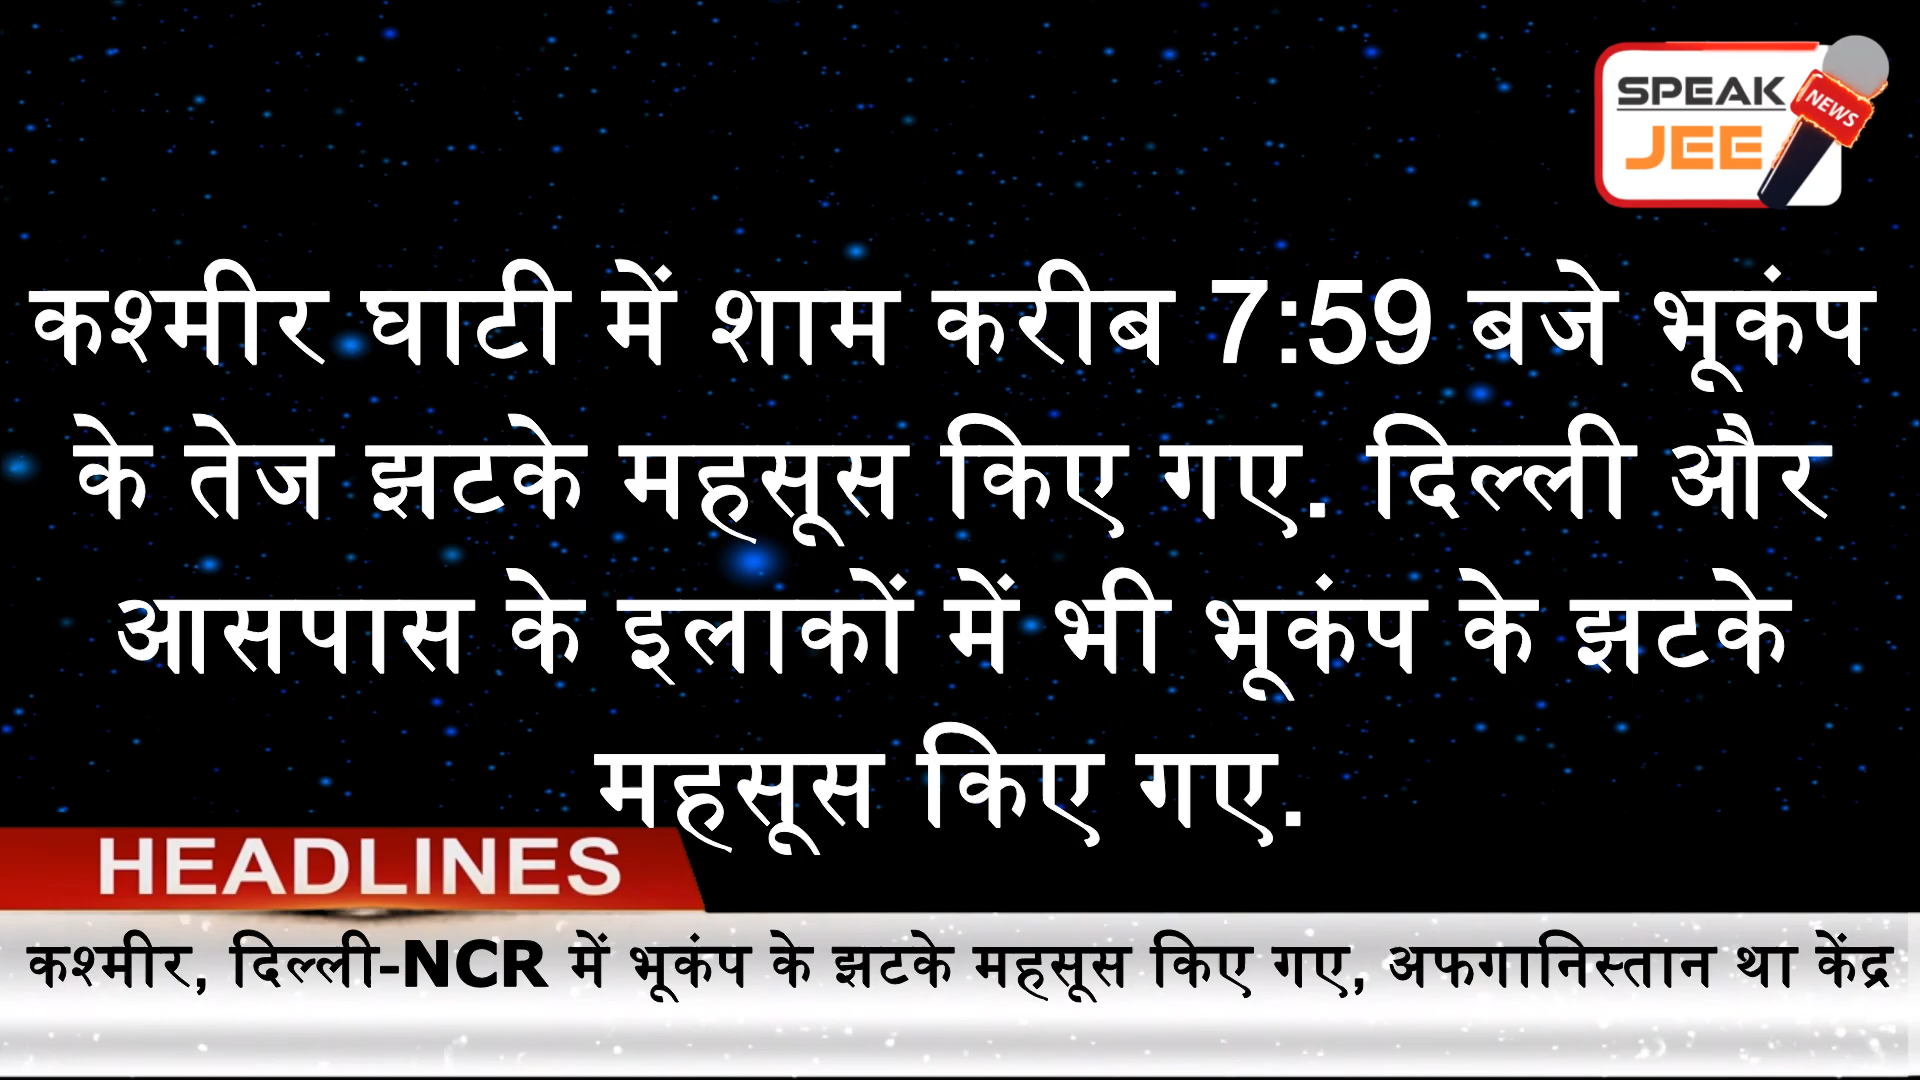 SPEAK
JEE
NEWS
कश्मीर घाटी में शाम करीब 7:59 बजे भूकंप
के तेज झटके महसूस किए गए. दिल्ली और
आसपास के इलाकों में भी भूकंप के झटके
महसूस किए गए.
HEADLINES
कश्मीर, दिल्ली-NCR में भूकंप के झटके महसूस किए गए, अफगानिस्तान था केंद्र